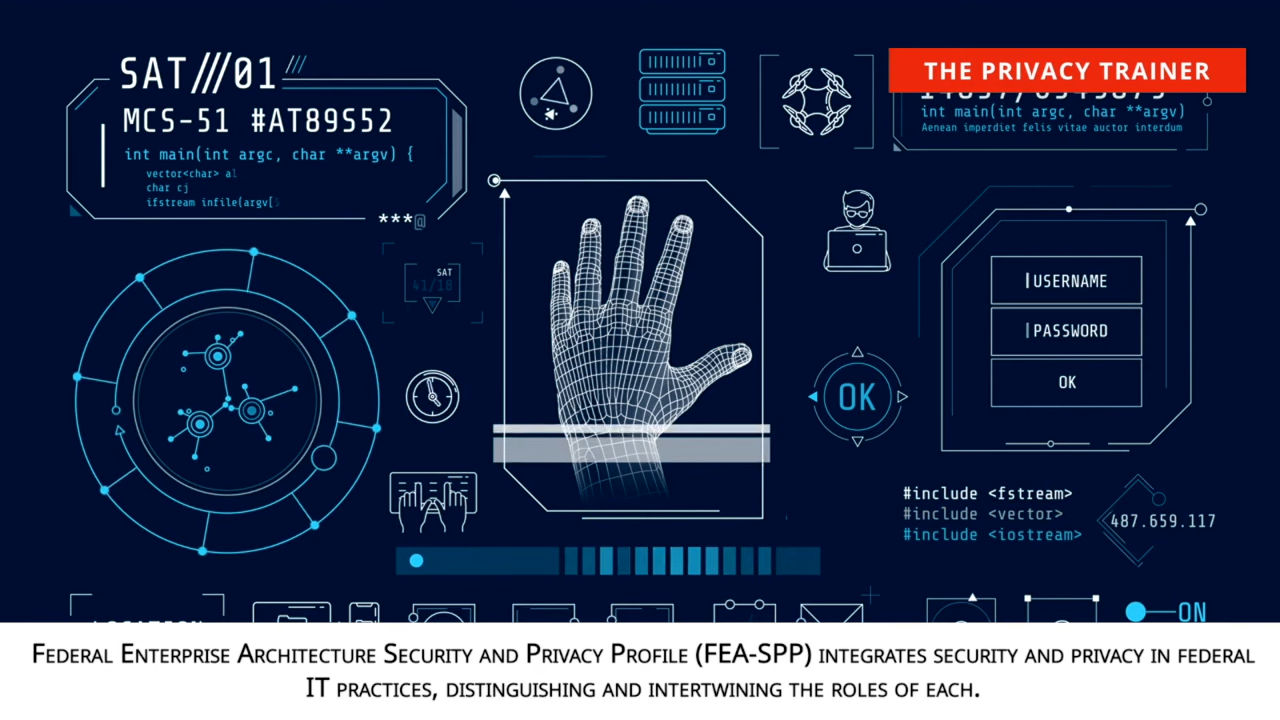 SAT///01
MCS-51 #AT89S52
int main(int argc, char **argv) {
vector<char> a
char cj
ifstream infile(argv[
***@
SAT
41/18
THE PRIVACY TRAINER
int main(int argc, char **argv)
Aenean imperdiet felis vitae auctor interdum
USERNAME
PASSWORD
OK
OK
#include <fstream>
#include <vector>
#include <iostream>
487.659.117
ON
Federal Enterprise Architecture Security and Privacy Profile (FEA-SPP) integrates security and privacy in federal
IT practices, distinguishing and intertwining the roles of each.